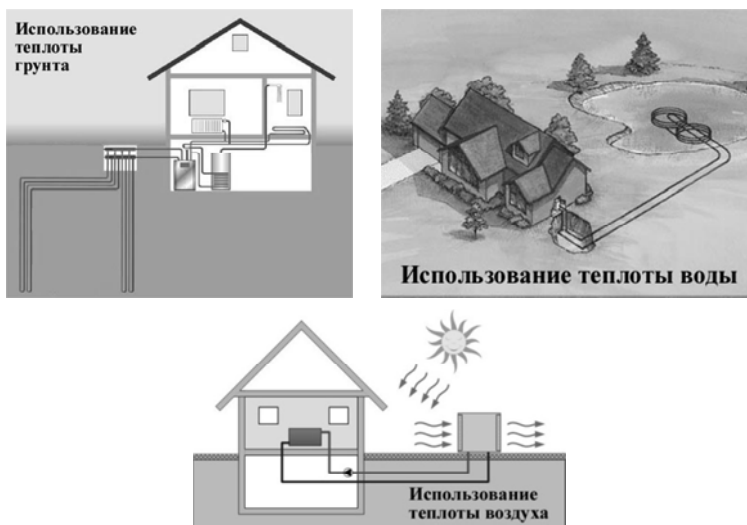 Использование
теплоты
грунта
Использование теплоты воды
Использование
теплоты воздуха